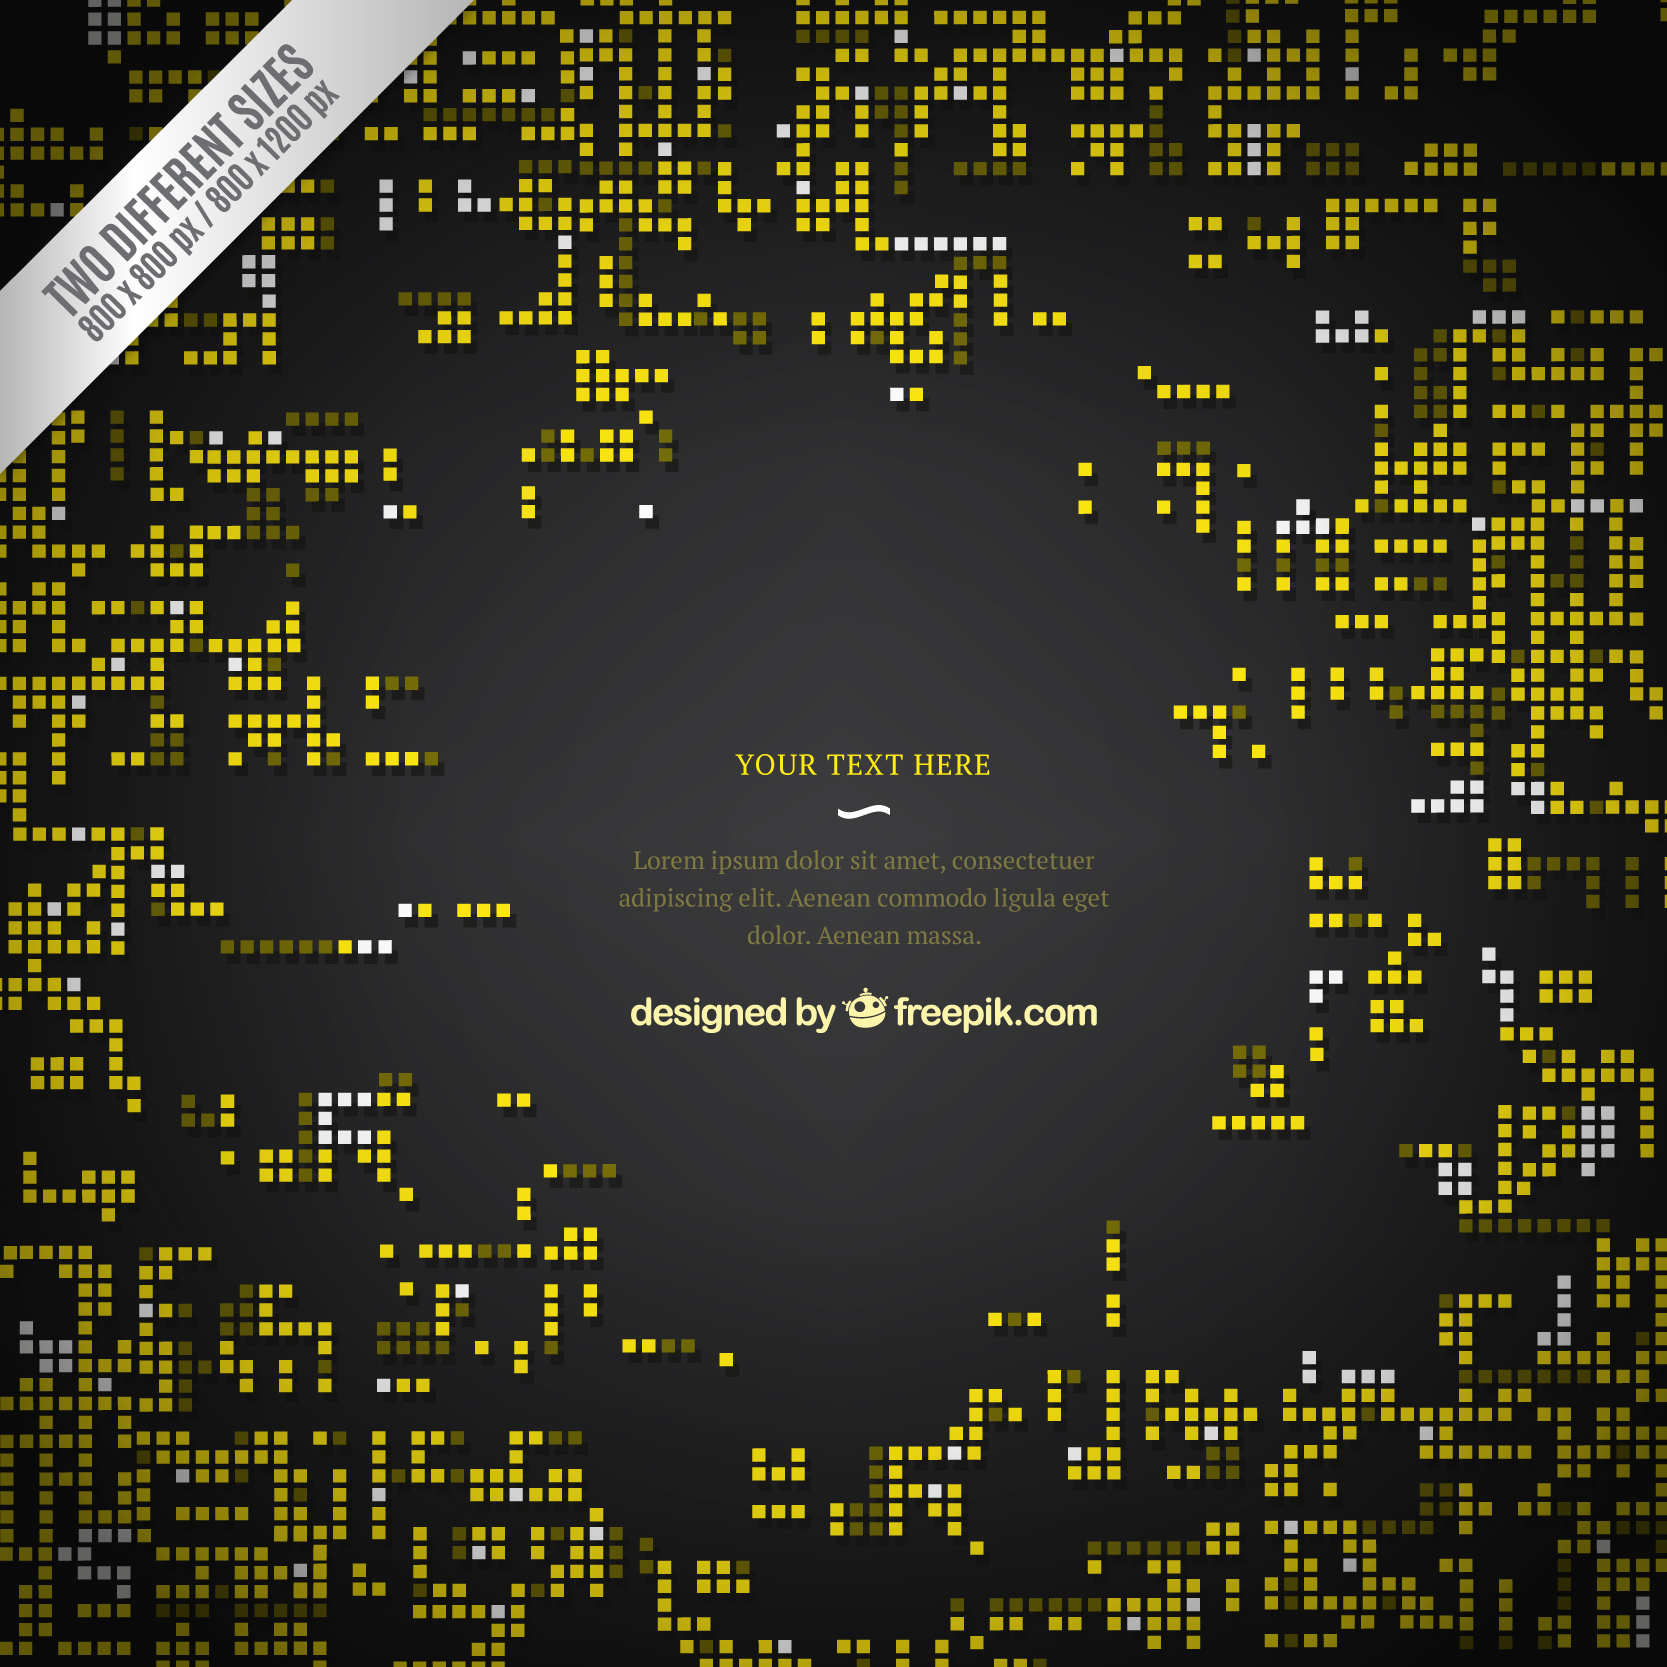 TWO DIFFERENT SIZES
800 x 800 px / 800 x 1200 px
YOUR TEXT HERE
Lorem ipsum dolor sit amet, consectetuer
adipiscing elit. Aenean commodo ligula eget
dolor. Aenean massa.
designed by freepik.com